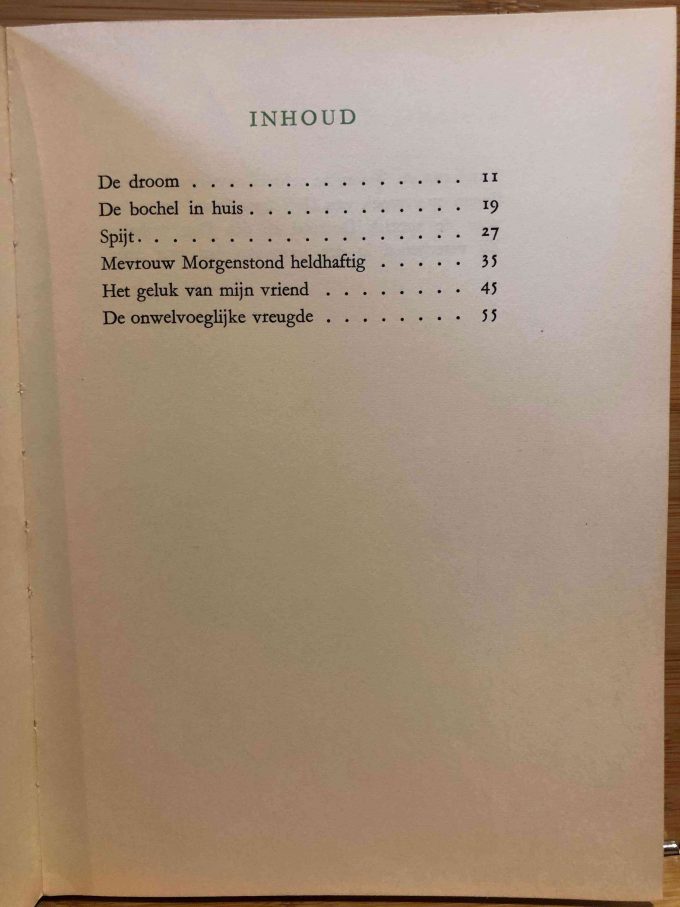 INHOUD
De droom . . . . . . . . . . . . . . . 11
De bochel in huis . . . . . . . . . . . . 19
Spijt. . . . . . . . . . . . . . . . . . 27
Mevrouw Morgenstond heldhaftig . . . . . 35
Het geluk van mijn vriend . . . . . . . . 45
De onwelvoeglijke vreugde . . . . . . . . 55